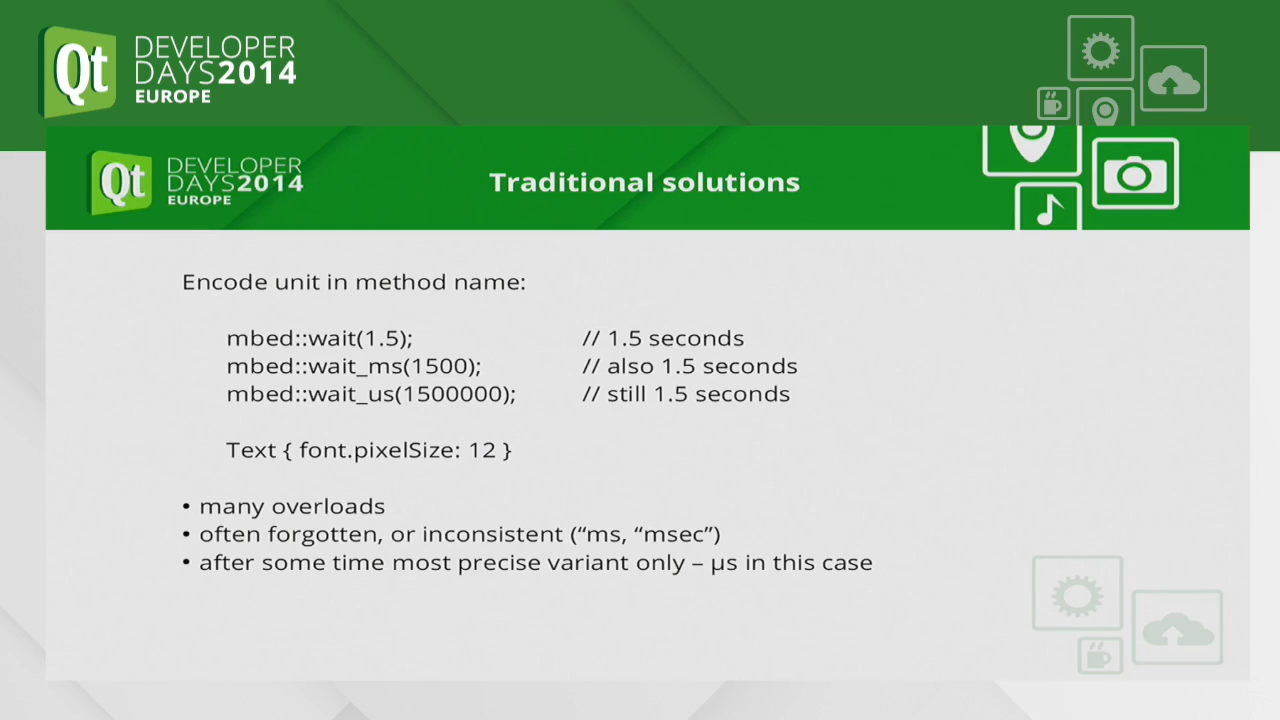 Qt
DEVELOPER
DAYS2014
EUROPE
Qt
DEVELOPER
DAYS2014
EUROPE
Traditional solutions
Encode unit in method name:
mbed::wait(1.5); // 1.5 seconds
mbed::wait_ms(1500); // also 1.5 seconds
mbed::wait_us(1500000); // still 1.5 seconds
Text { font.pixelSize: 12 }
• many overloads
• often forgotten, or inconsistent (“ms, “msec”)
• after some time most precise variant only – µs in this case